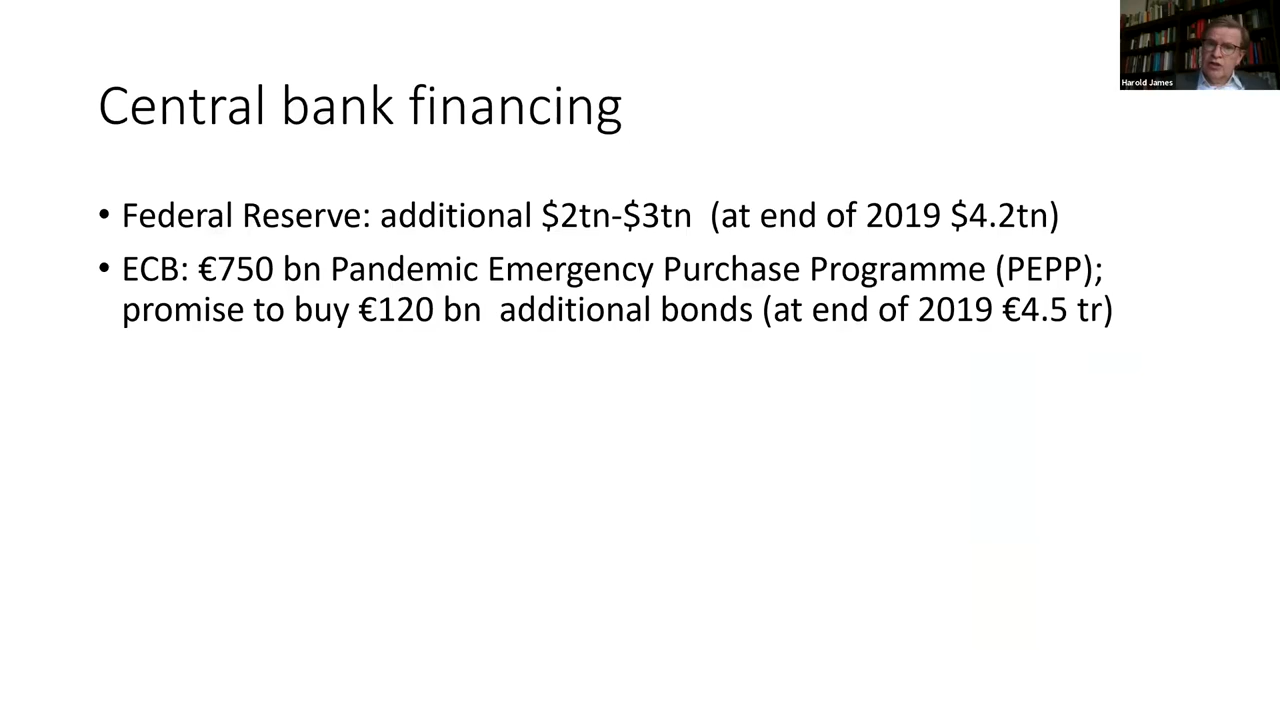 Harold James
Central bank financing
• Federal Reserve: additional $2tn-$3tn  (at end of 2019 $4.2tn)
• ECB: €750 bn Pandemic Emergency Purchase Programme (PEPP);
promise to buy €120 bn  additional bonds (at end of 2019 €4.5 tr)